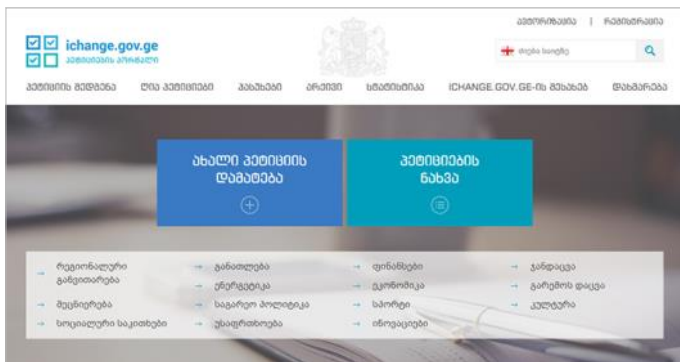 ავტორიზაცია | რეგისტრაცია
ichange.gov.ge
პეტიციების პორტალი
ძიება საიტზე
პეტიციის შედგენა ღია პეტიციები პასუხები არქივი სტატისტიკა ICHANGE.GOV.GE-ის შესახებ დახმარება
ახალი პეტიციის
დამატება
პეტიციების
ნახვა
რეგიონალური
განვითარება
მეცნიერება
სოციალური საკითხები
განათლება
ენერგეტიკა
საგარეო პოლიტიკა
უსაფრთხოება
ფინანსები
ეკონომიკა
სპორტი
ინოვაციები
ჯანდაცვა
გარემოს დაცვა
კულტურა